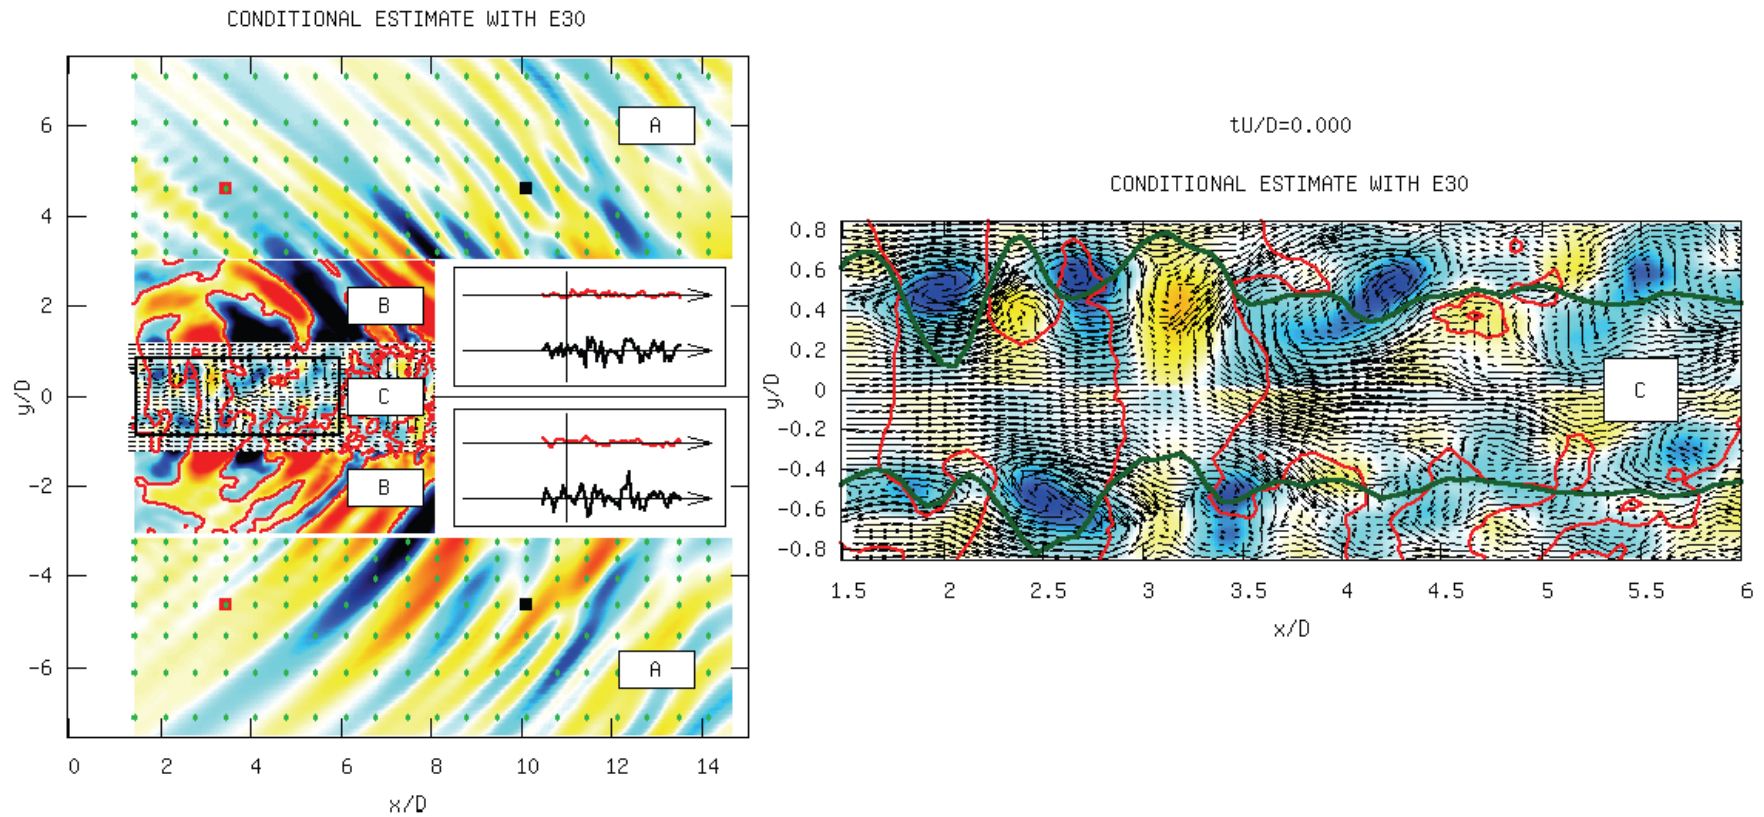 CONDITIONAL ESTIMATE WITH E30
6
4
2
0
-2
-4
-6
y/D
A
B
C
B
A
0 2 4 6 8 10 12 14
x/D
tU/D=0.000
CONDITIONAL ESTIMATE WITH E30
0.8
0.6
0.4
0.2
0
-0.2
-0.4
-0.6
-0.8
y/D
C
1.5 2 2.5 3 3.5 4 4.5 5 5.5 6
x/D